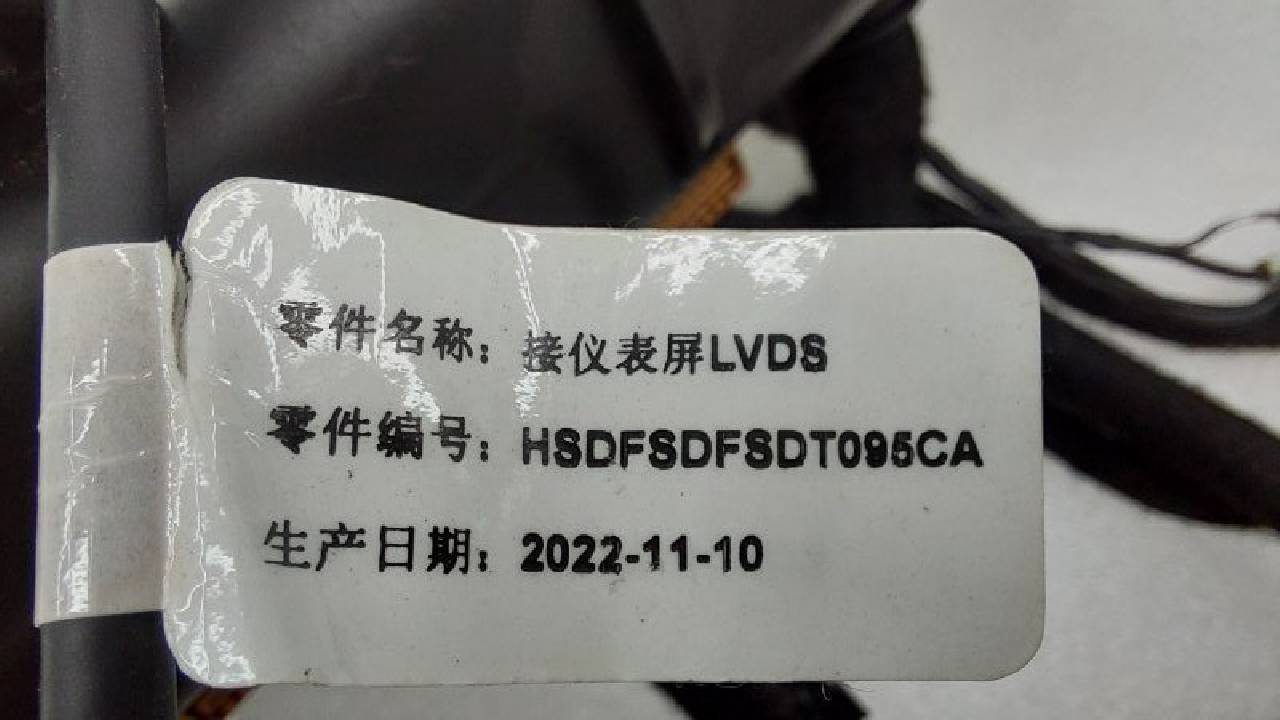 零件名称：接仪表屏LVDS
零件编号：HSDFSDFSDT095CA
生产日期：2022-11-10